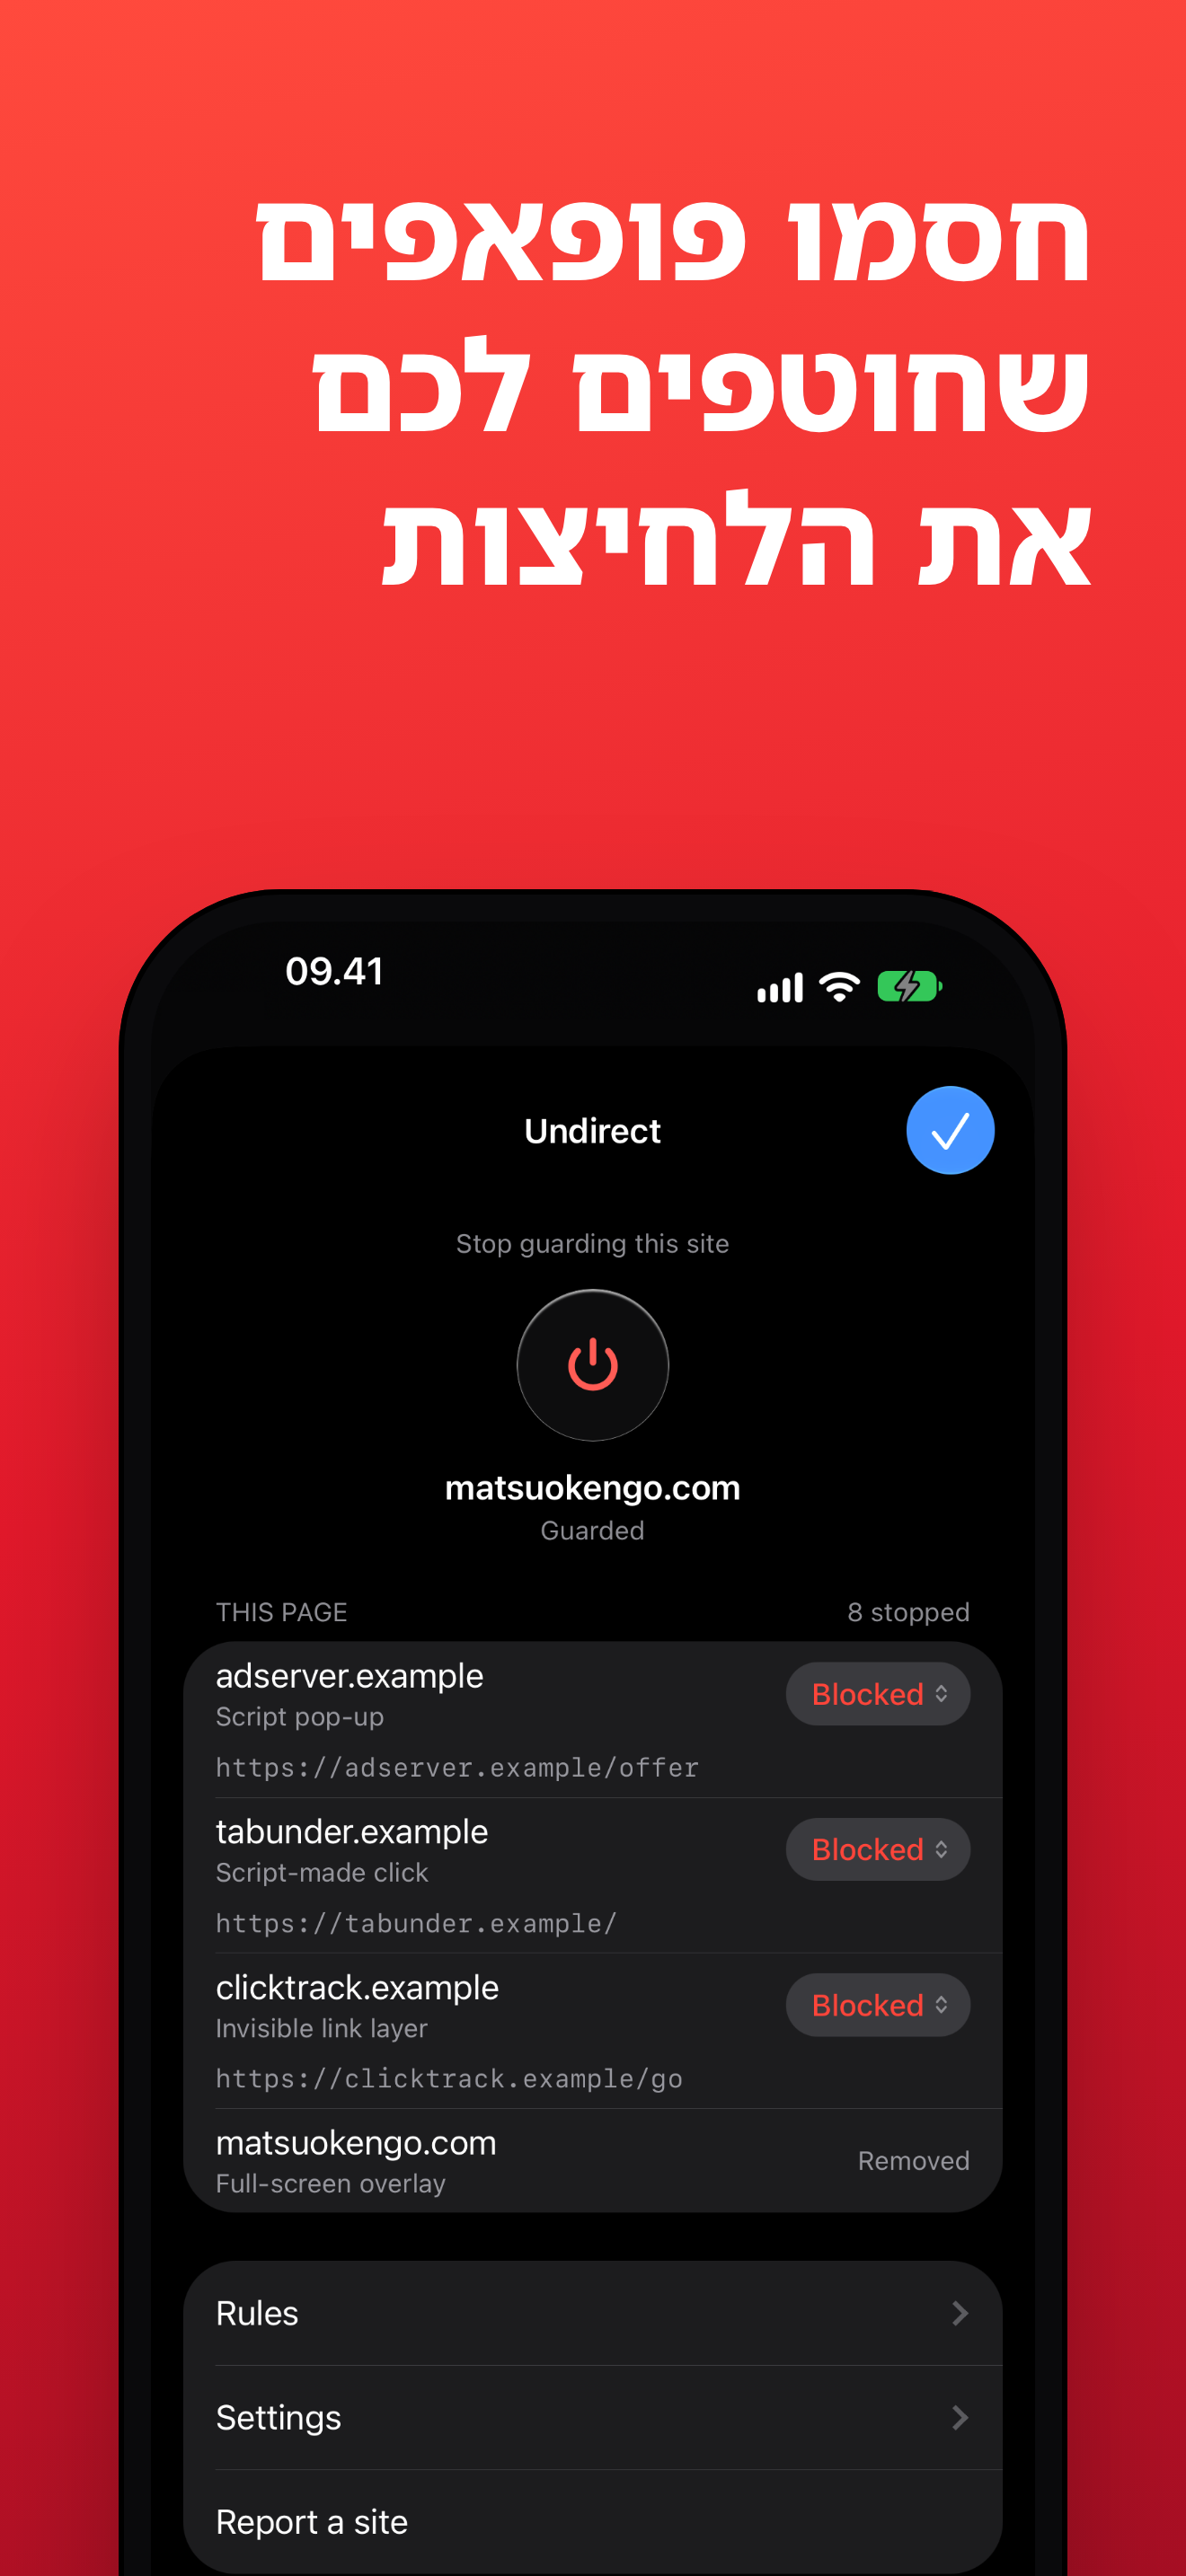 חסמו פופאפים
שחוטפים לכם
את הלחיצות
09.41
Undirect
Stop guarding this site
matsuokengo.com
Guarded
THIS PAGE 8 stopped
adserver.example Blocked
Script pop-up
https://adserver.example/offer
tabunder.example Blocked
Script-made click
https://tabunder.example/
clicktrack.example Blocked
Invisible link layer
https://clicktrack.example/go
matsuokengo.com Removed
Full-screen overlay
Rules
Settings
Report a site